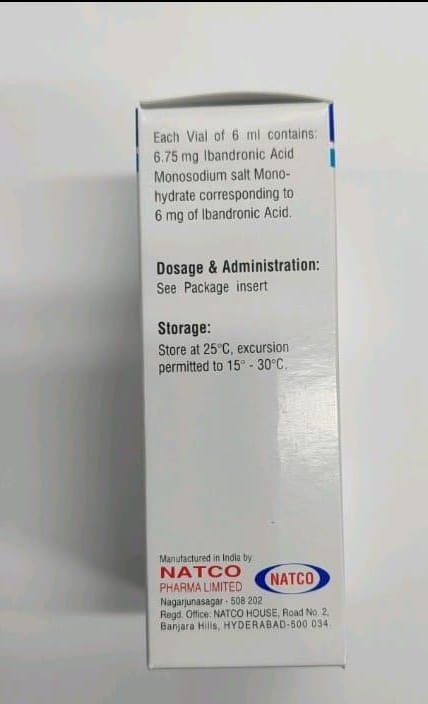 Each Vial of 6 ml contains:
6.75 mg Ibandronic Acid
Monosodium salt Mono-
hydrate corresponding to
6 mg of Ibandronic Acid.
Dosage & Administration:
See Package insert
Storage:
Store at 25°C, excursion
permitted to 15° - 30°C.
Manufactured in India by:
NATCO
PHARMA LIMITED
NATCO
Nagarjunasagar - 508 202
Regd. Office: NATCO HOUSE, Road No. 2,
Banjara Hills, HYDERABAD-500 034.